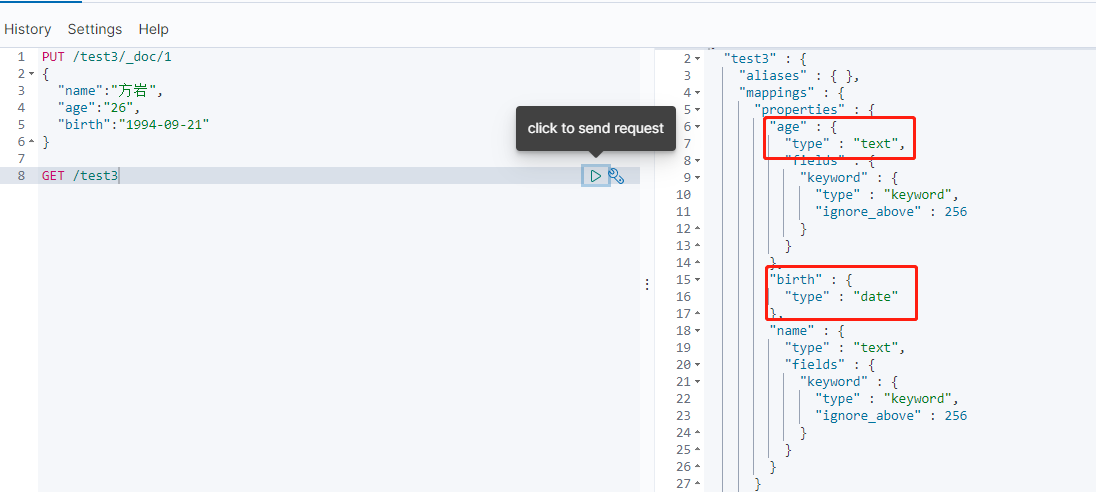 History Settings Help
1 PUT /test3/_doc/1
2 {
3 "name":"方岩",
4 "age":"26",
5 "birth":"1994-09-21"
6 }
7
8 GET /test3
click to send request
2 "test3" : {
3 "aliases" : { },
4 "mappings" : {
5 "properties" : {
6 "age" : {
7 "type" : "text",
8 "fields" : {
9 "keyword" : {
10 "type" : "keyword",
11 "ignore_above" : 256
12 }
13 }
14 },
15 "birth" : {
16 "type" : "date"
17 },
18 "name" : {
19 "type" : "text",
20 "fields" : {
21 "keyword" : {
22 "type" : "keyword",
23 "ignore_above" : 256
24 }
25 }
26 }
27 }